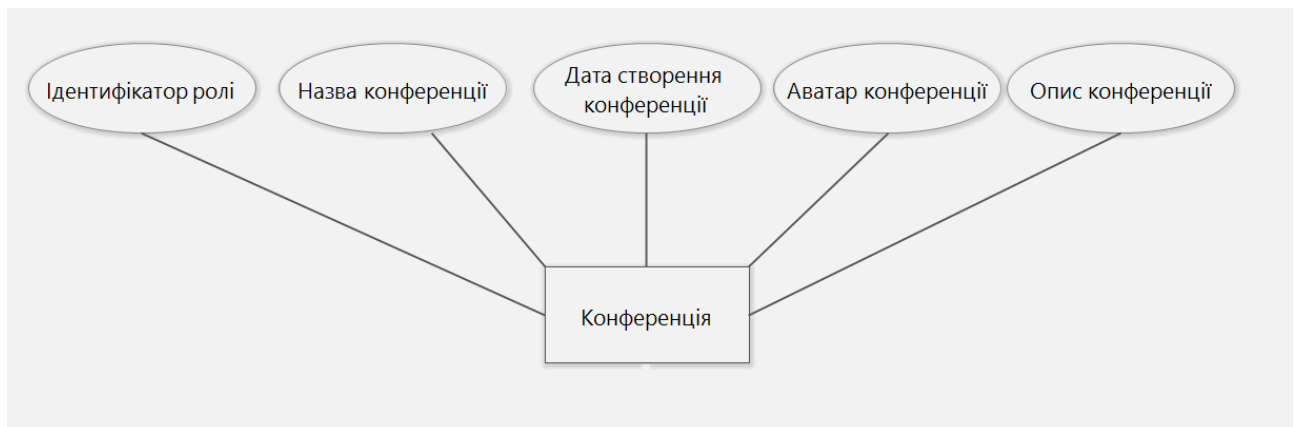 Ідентифікатор ролі
Назва конференції
Дата створення
конференції
Аватар конференції
Опис конференції
Конференція